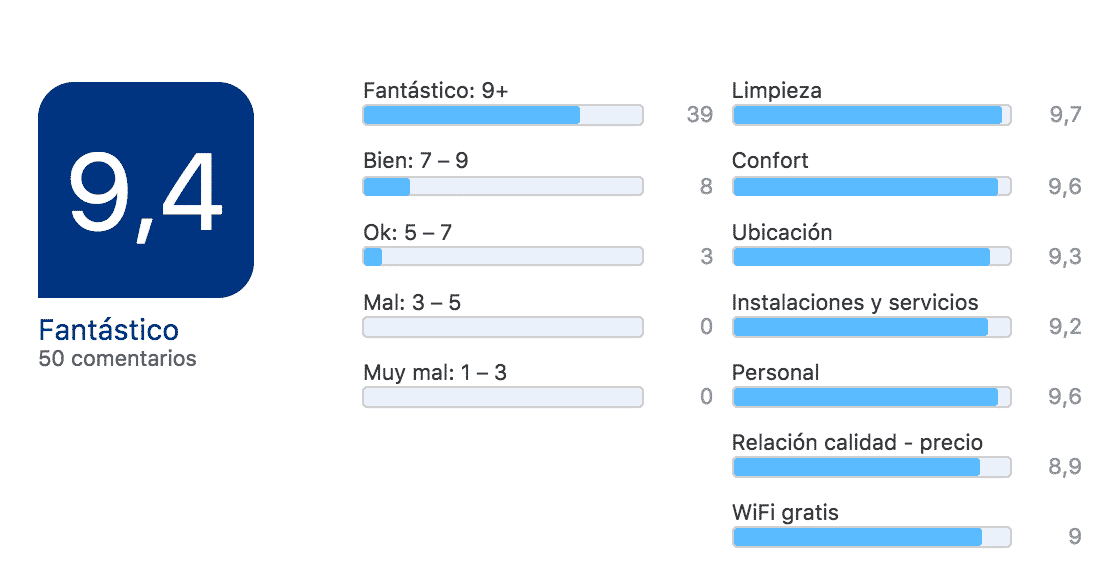 9,4
Fantástico
50 comentarios
Fantástico: 9+
39
Bien: 7 – 9
8
Ok: 5 – 7
3
Mal: 3 – 5
0
Muy mal: 1 – 3
0
Limpieza
9,7
Confort
9,6
Ubicación
9,3
Instalaciones y servicios
9,2
Personal
9,6
Relación calidad - precio
8,9
WiFi gratis
9